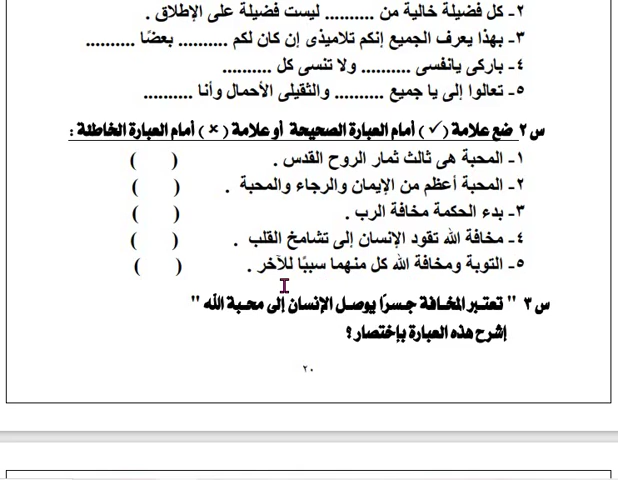 ٢- كل فضيلة خالية من .......... ليست فضيلة على الإطلاق .
٣- بهذا يعرف الجميع إنكم تلاميذى إن كان لكم .......... بعضًا ..........
٤- باركى يانفسى .......... ولا تنسى كل ..........
٥- تعالوا إلى يا جميع .......... والثقيلى الأحمال وأنا ..........
س٢ ضع علامة (✓) أمام العبارة الصحيحة أو علامة (×) أمام العبارة الخاطئة :
١- المحبة هى ثالث ثمار الروح القدس . ( )
٢- المحبة أعظم من الإيمان والرجاء والمحبة . ( )
٣- بدء الحكمة مخافة الرب . ( )
٤- مخافة الله تقود الإنسان إلى تشامخ القلب . ( )
٥- التوبة ومخافة الله كل منهما سببًا للآخر . ( )
س٣ " تعتبر المخافة جسرًا يوصل الإنسان إلى محبة الله "
إشرح هذه العبارة بإختصار ؟
٢٠